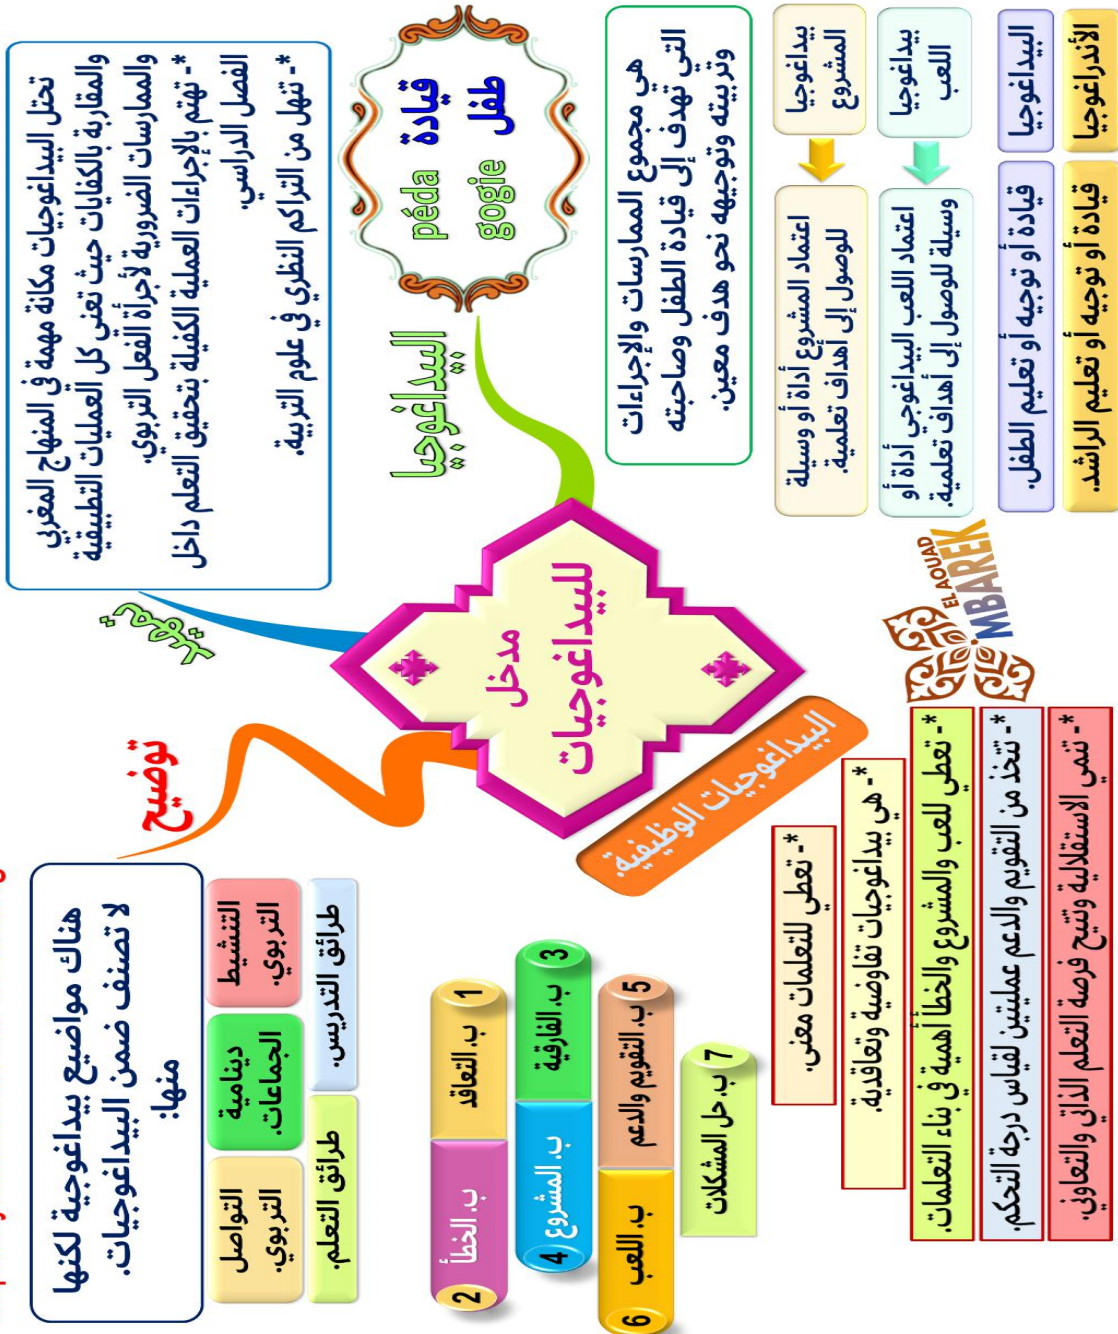 مدخل
للبيداغوجيات
تمهيد
تحتل البيداغوجيات مكانة مهمة في المنهاج المغربي
والمقاربة بالكفايات حيث تعنى كل العمليات التطبيقية
والممارسات الضرورية لأجرأة الفعل التربوي.
*- تهتم بالإجراءات العملية الكفيلة بتحقيق التعلم داخل
الفصل الدراسي.
*- تنهل من التراكم النظري في علوم التربية.
البيداغوجيا
péda قيادة
gogie طفل
هي مجموع الممارسات والإجراءات
التي تهدف إلى قيادة الطفل وصاحبته
وتربيته وتوجيهه نحو هدف معين.
بيداغوجيا
المشروع
اعتماد المشروع أداة أو وسيلة
للوصول إلى أهداف تعلمية.
بيداغوجيا
اللعب
اعتماد اللعب البيداغوجي أداة أو
وسيلة للوصول إلى أهداف تعلمية.
البيداغوجيا
قيادة أو توجيه أو تعليم الطفل.
الأندراغوجيا
قيادة أو توجيه أو تعليم الراشد.
توضيح
هناك مواضيع بيداغوجية لكنها
لا تصنف ضمن البيداغوجيات.
منها:
التنشيط
التربوي.
دينامية
الجماعات.
التواصل
التربوي.
طرائق التدريس.
طرائق التعلم.
البيداغوجيات الوظيفية.
1 ب. التعاقد
ب. الخطأ 2
3 ب. الفارقية
ب. المشروع 4
5 ب. التقويم والدعم
ب. اللعب 6
7 ب. حل المشكلات
*- تعطي للتعلمات معنى.
*- هي بيداغوجيات تفاوضية وتعاقدية.
*- تعطي للعب والمشروع والخطأ أهمية في بناء التعلمات.
*- تتخذ من التقويم والدعم عمليتين لقياس درجة التحكم.
*- تنمي الاستقلالية وتتيح فرصة التعلم الذاتي والتعاوني.
EL AOUAD
MBAREK